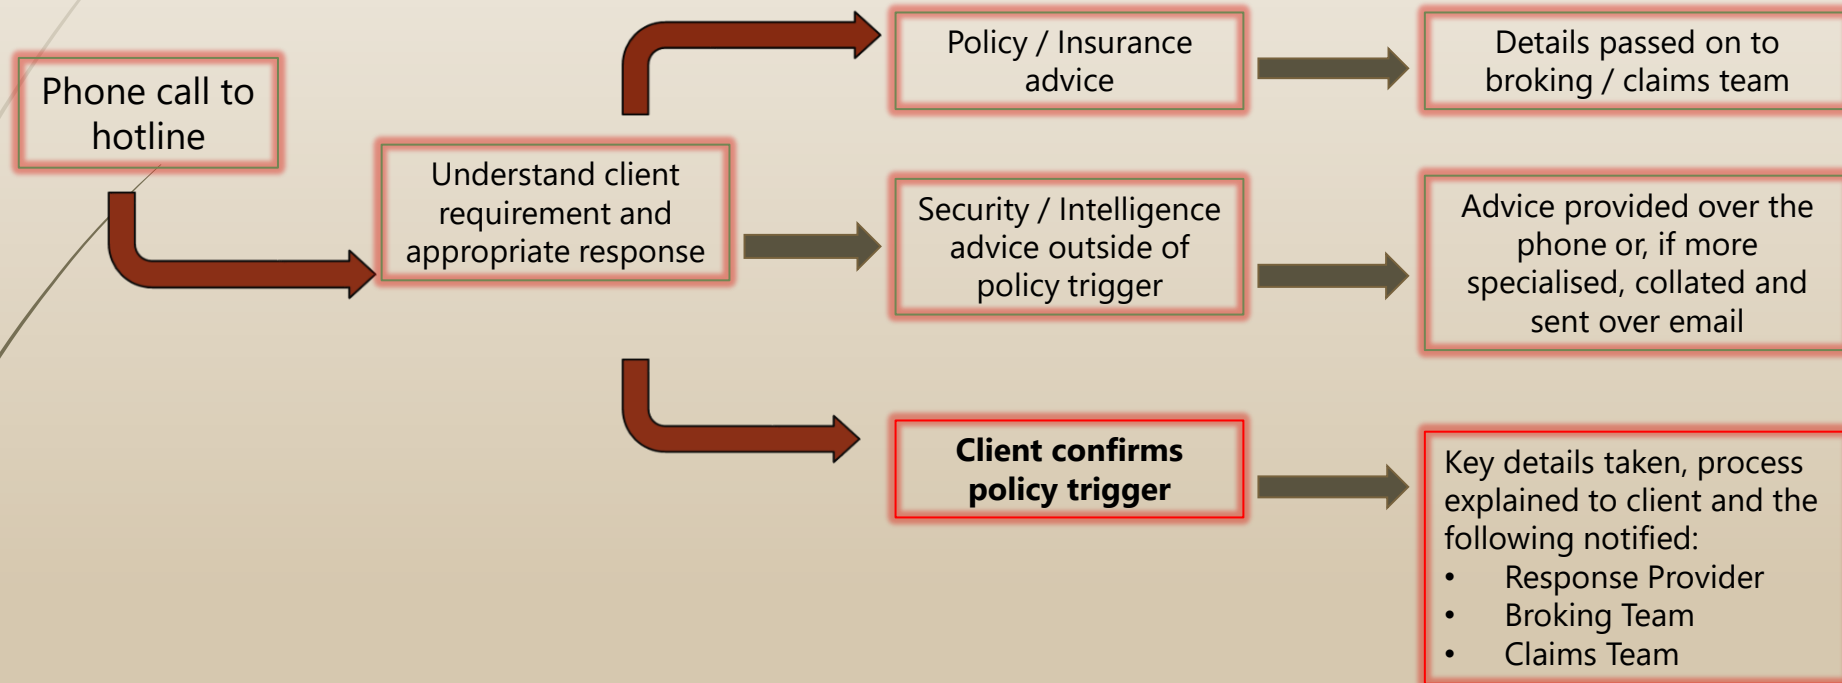 Phone call to
hotline
Understand client
requirement and
appropriate response
Policy / Insurance
advice
Details passed on to
broking / claims team
Security / Intelligence
advice outside of
policy trigger
Advice provided over the
phone or, if more
specialised, collated and
sent over email
Client confirms
policy trigger
Key details taken, process
explained to client and the
following notified:
• Response Provider
• Broking Team
• Claims Team